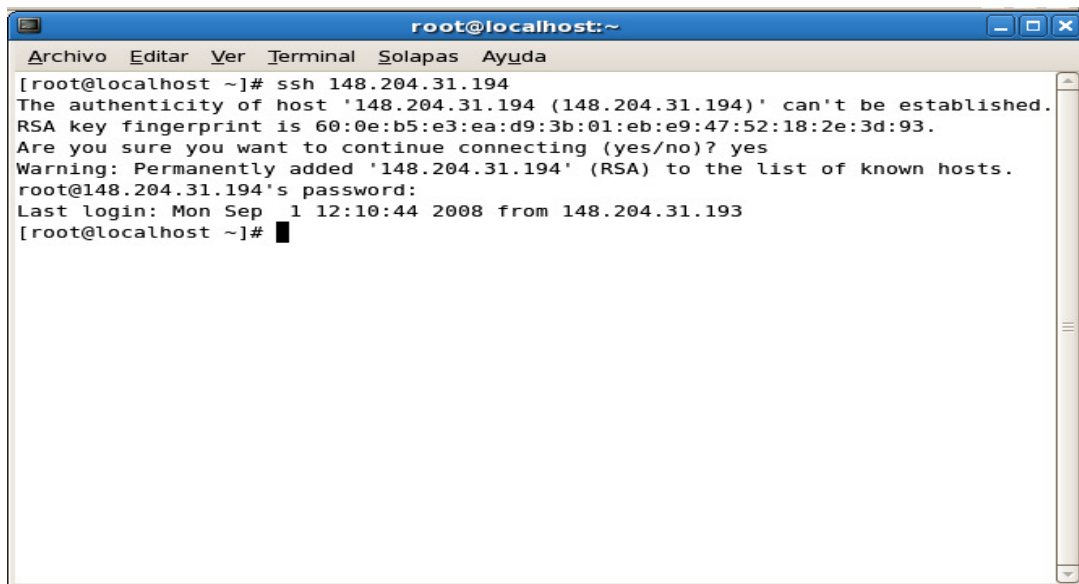 root@localhost:~
Archivo Editar Ver Terminal Solapas Ayuda
[root@localhost ~]# ssh 148.204.31.194
The authenticity of host '148.204.31.194 (148.204.31.194)' can't be established.
RSA key fingerprint is 60:0e:b5:e3:ea:d9:3b:01:eb:e9:47:52:18:2e:3d:93.
Are you sure you want to continue connecting (yes/no)? yes
Warning: Permanently added '148.204.31.194' (RSA) to the list of known hosts.
root@148.204.31.194's password:
Last login: Mon Sep  1 12:10:44 2008 from 148.204.31.193
[root@localhost ~]#